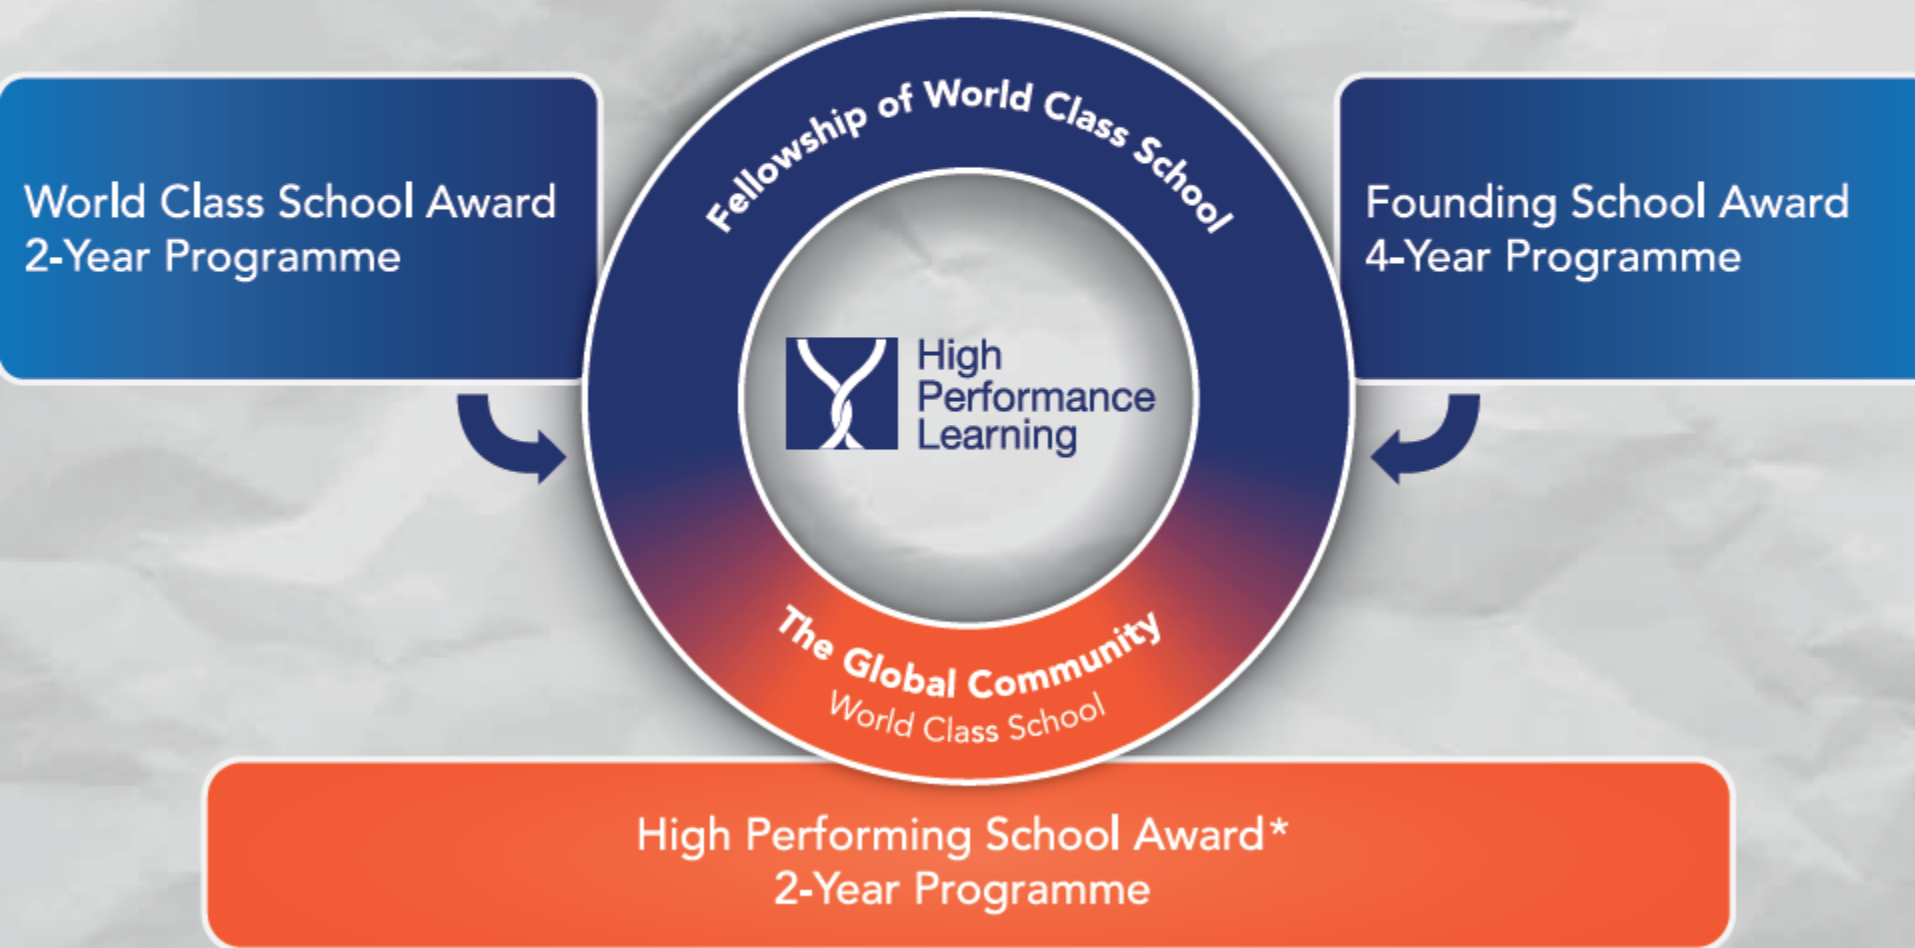 Fellowship of World Class School
World Class School Award
2-Year Programme
Founding School Award
4-Year Programme
High
Performance
Learning
The Global Community
World Class School
High Performing School Award*
2-Year Programme